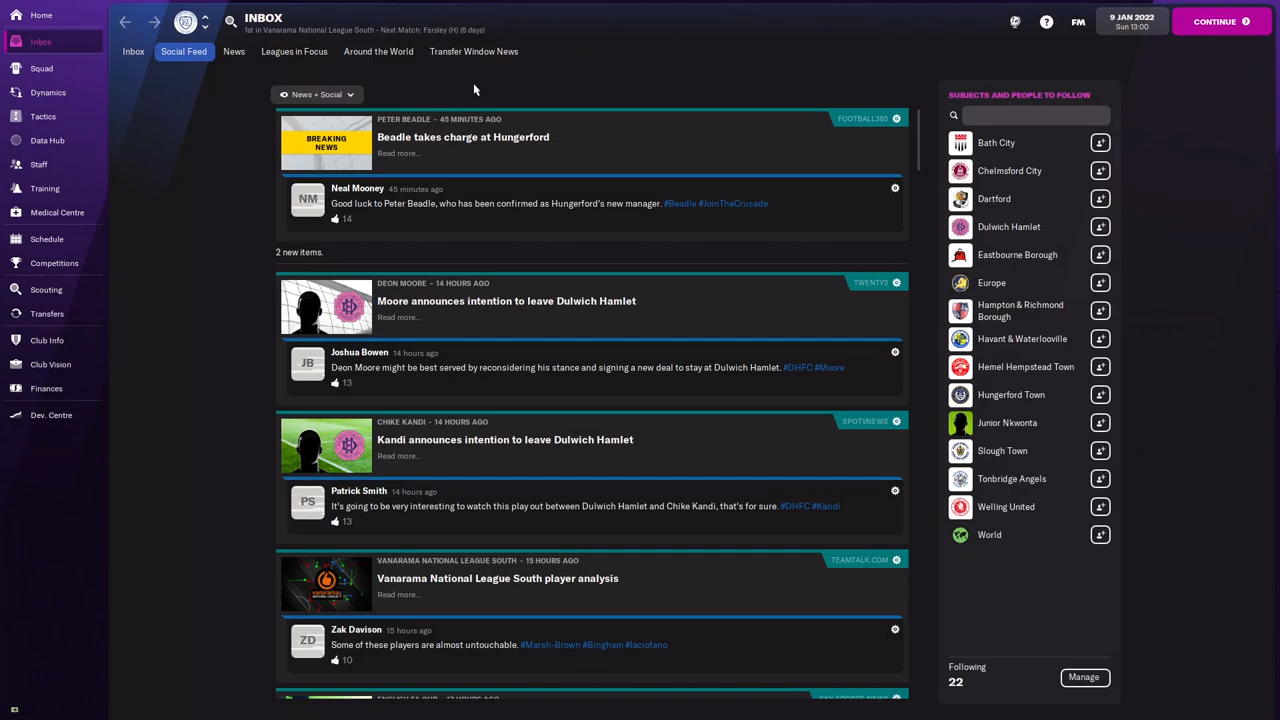 Home
Inbox
Squad
Dynamics
Tactics
Data Hub
Staff
Training
Medical Centre
Schedule
Competitions
Scouting
Transfers
Club Info
Club Vision
Finances
Dev. Centre
INBOX
1st in Vanarama National League South - Next Match: Farsley (H) (6 days)
FM
9 JAN 2022
Sun 13:00
CONTINUE
Inbox
Social Feed
News
Leagues in Focus
Around the World
Transfer Window News
News + Social
BREAKING
NEWS
PETER BEADLE - 45 MINUTES AGO
FOOTBALL365
Beadle takes charge at Hungerford
Read more...
NM
Neal Mooney 45 minutes ago
Good luck to Peter Beadle, who has been confirmed as Hungerford's new manager. #Beadle #JoinTheCrusade
14
2 new items.
DEON MOORE - 14 HOURS AGO
TWENTY3
Moore announces intention to leave Dulwich Hamlet
Read more...
JB
Joshua Bowen 14 hours ago
Deon Moore might be best served by reconsidering his stance and signing a new deal to stay at Dulwich Hamlet. #DHFC #Moore
13
CHIKE KANDI - 14 HOURS AGO
SPOTVNEWS
Kandi announces intention to leave Dulwich Hamlet
Read more...
PS
Patrick Smith 14 hours ago
It's going to be very interesting to watch this play out between Dulwich Hamlet and Chike Kandi, that's for sure. #DHFC #Kandi
13
VANARAMA NATIONAL LEAGUE SOUTH - 15 HOURS AGO
TEAMTALK.COM
Vanarama National League South player analysis
Read more...
ZD
Zak Davison 15 hours ago
Some of these players are almost untouchable. #Marsh-Brown #Bingham #Iaciofano
10
SUBJECTS AND PEOPLE TO FOLLOW
Bath City
Chelmsford City
Dartford
Dulwich Hamlet
Eastbourne Borough
Europe
Hampton & Richmond
Borough
Havant & Waterlooville
Hemel Hempstead Town
Hungerford Town
Junior Nkwonta
Slough Town
Tonbridge Angels
Welling United
World
Following
22
Manage